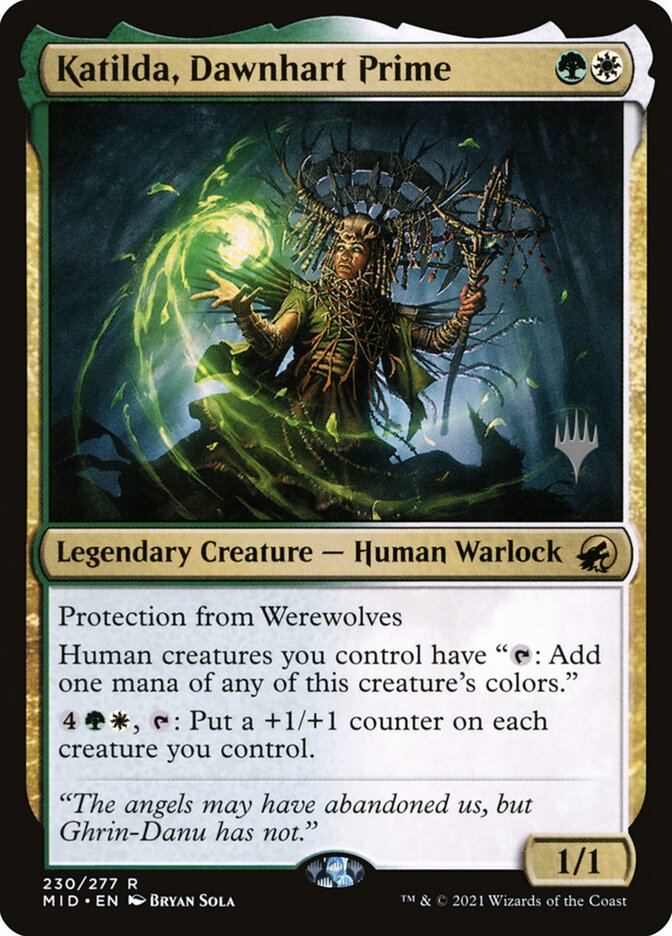 Katilda, Dawnhart Prime
Legendary Creature — Human Warlock
Protection from Werewolves
Human creatures you control have “: Add
one mana of any of this creature’s colors.”
4, : Put a +1/+1 counter on each
creature you control.
“The angels may have abandoned us, but
Ghrin-Danu has not.”
1/1
230/277 R
MID • EN Bryan Sola
™ & © 2021 Wizards of the Coast